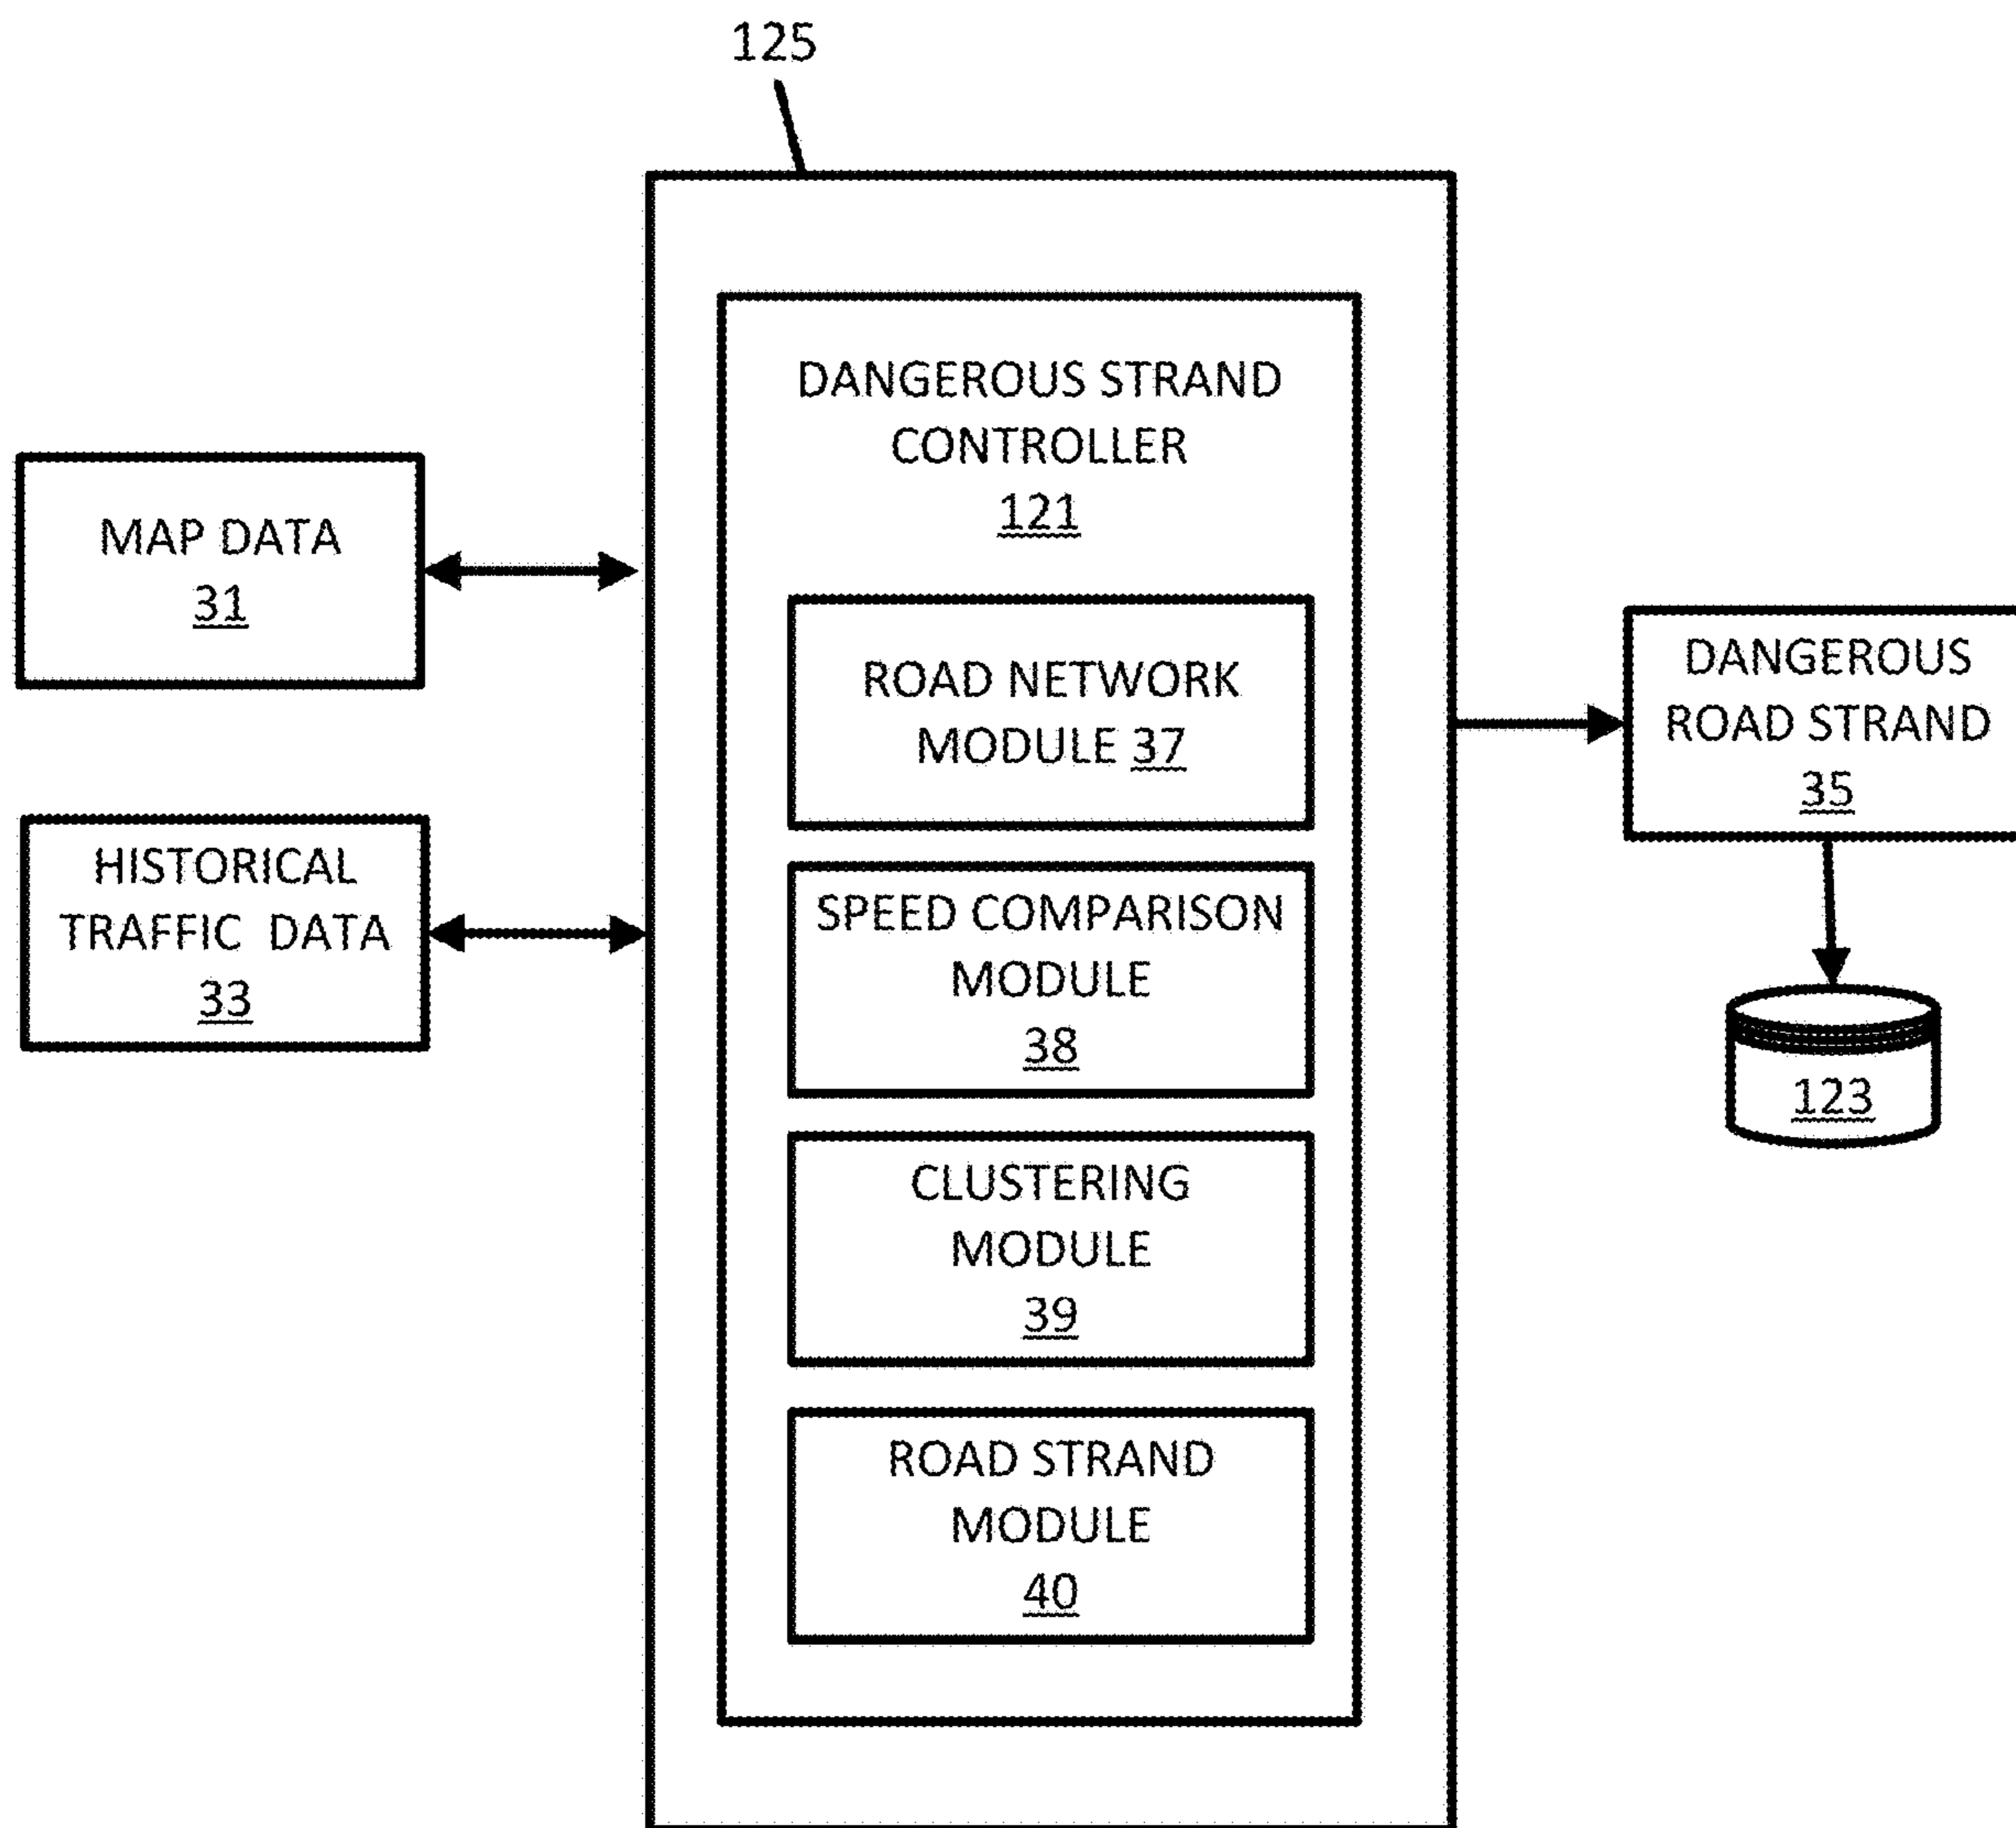 125
DANGEROUS STRAND
CONTROLLER
121
MAP DATA
31
HISTORICAL
TRAFFIC DATA
33
ROAD NETWORK
MODULE 37
SPEED COMPARISON
MODULE
38
CLUSTERING
MODULE
39
ROAD STRAND
MODULE
40
DANGEROUS
ROAD STRAND
35
123